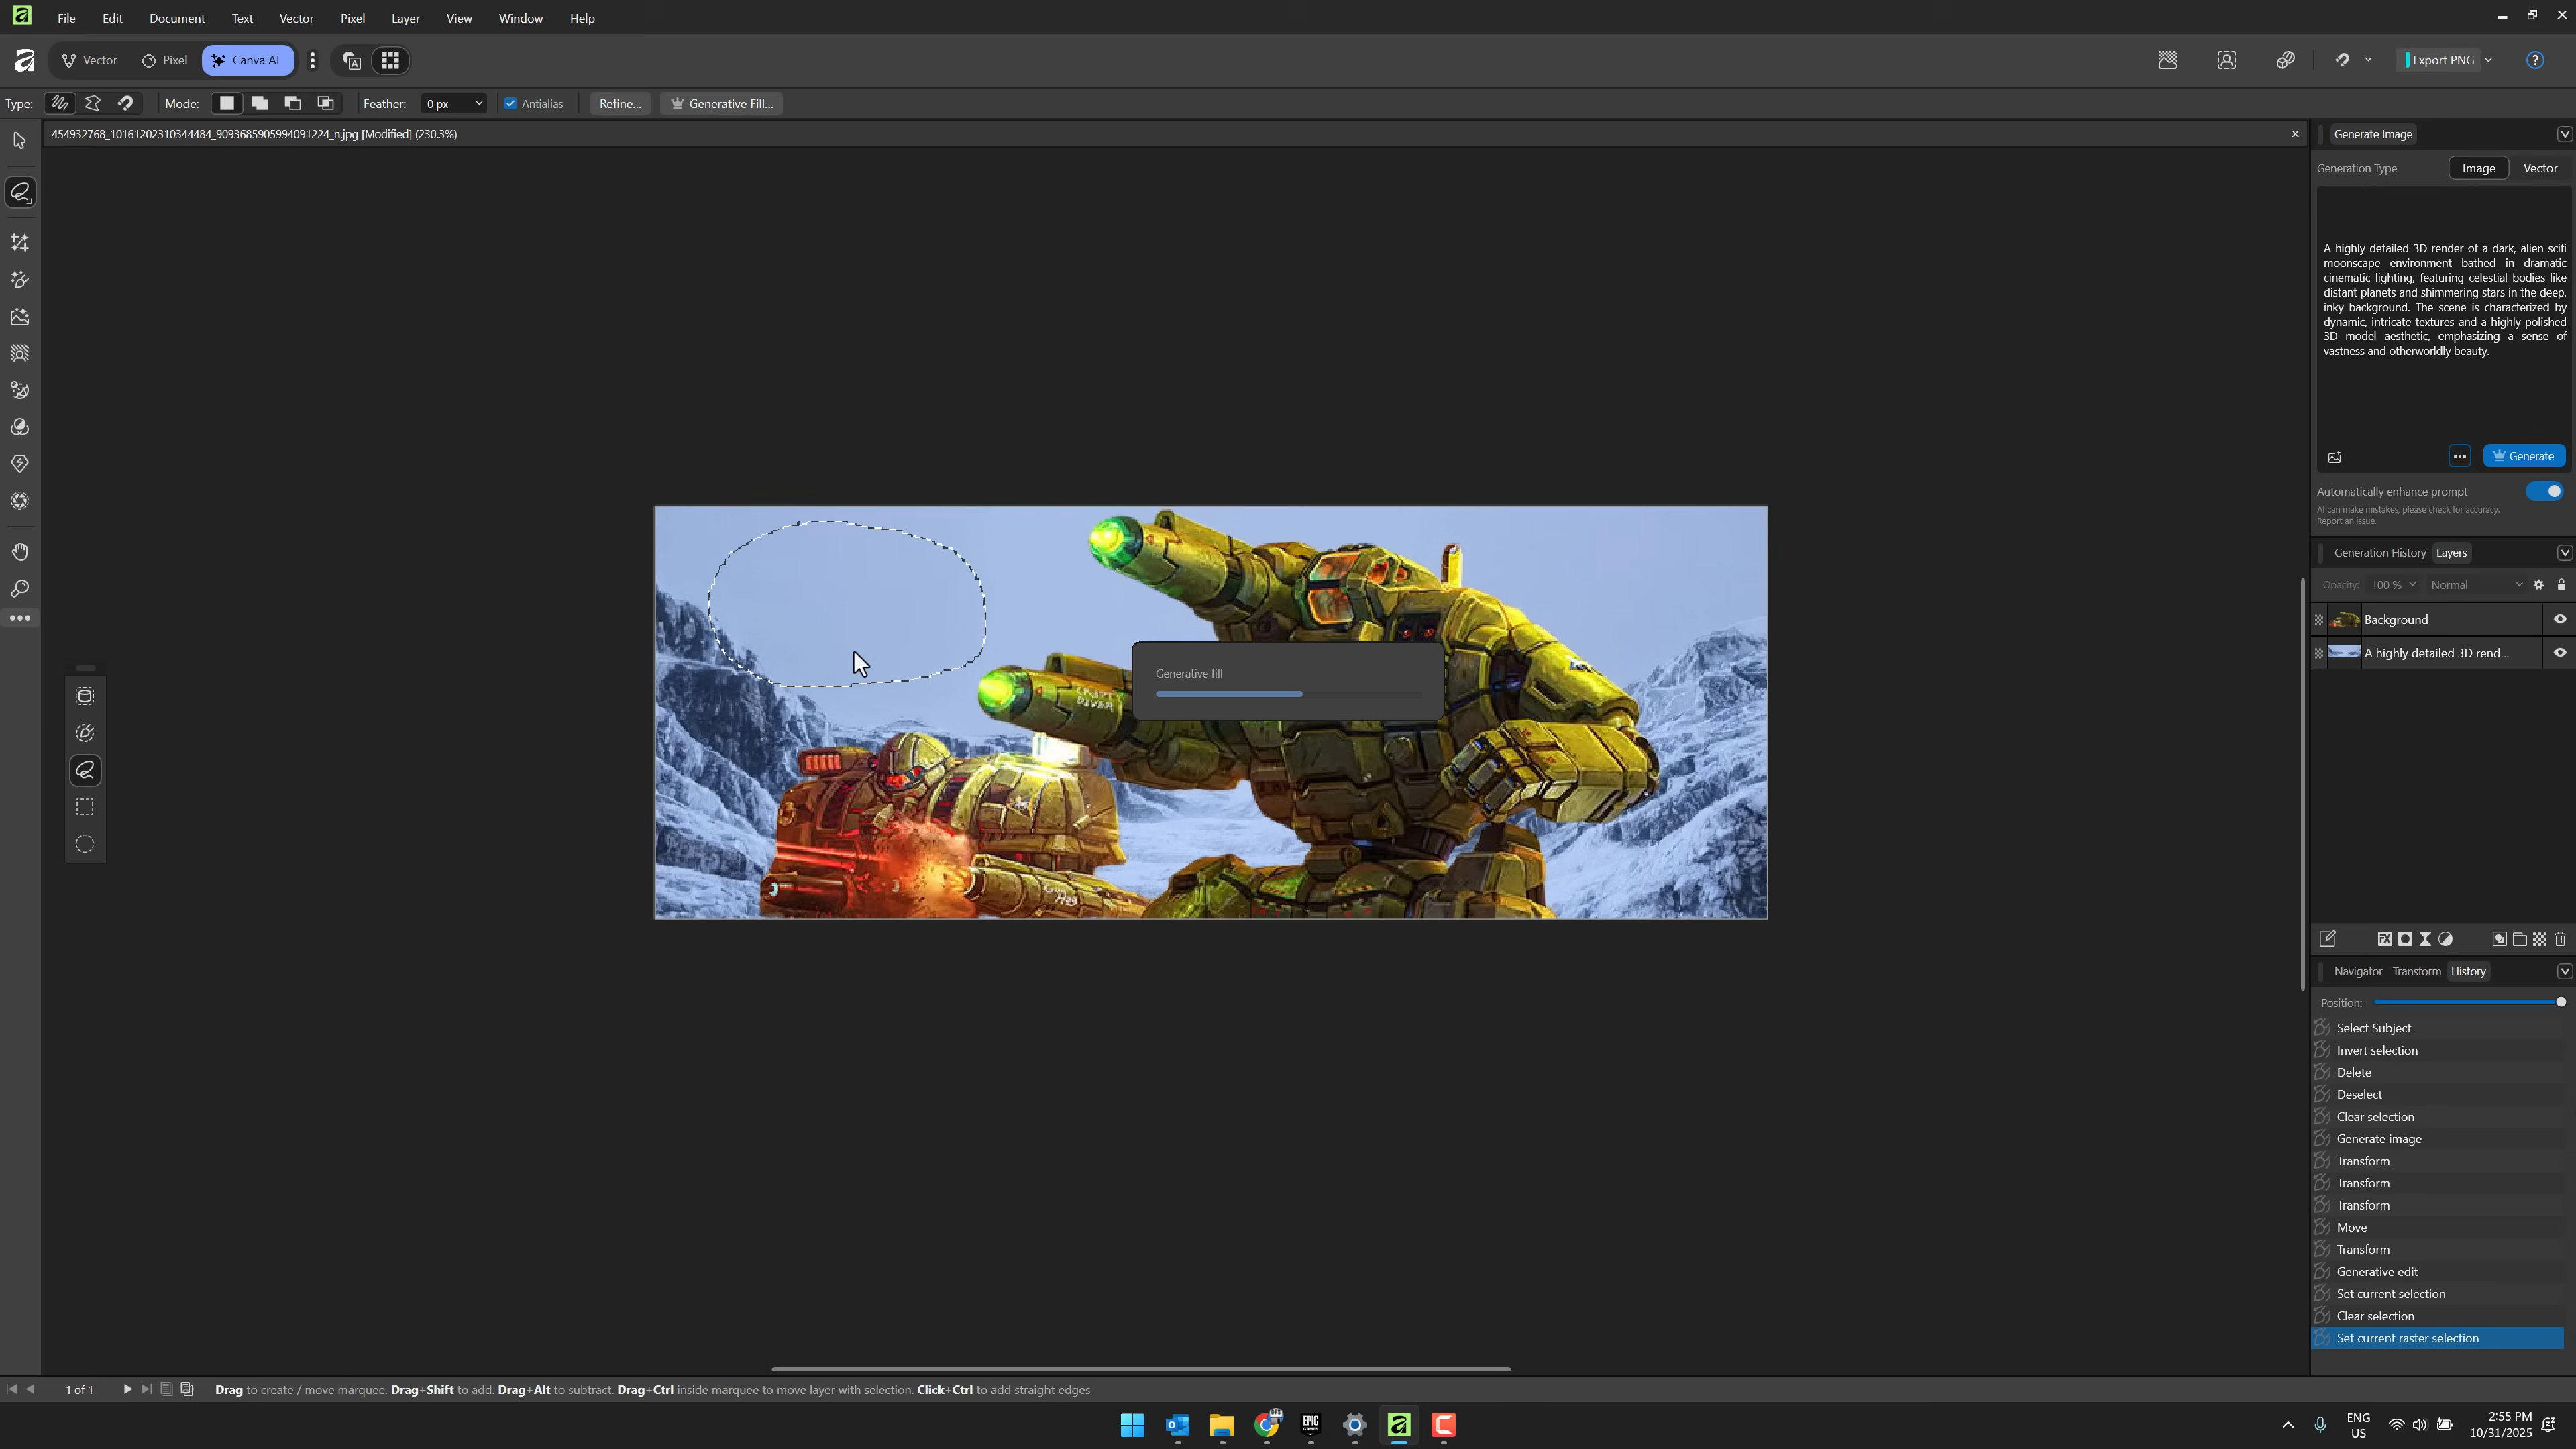 File Edit Document Text Vector Pixel Layer View Window Help
Vector Pixel Canva AI Export PNG ?
Type: Mode: Feather: 0 px Antialias Refine... Generative Fill...
454932768_10161202310344484_9093685905994091224_n.jpg [Modified] (230.3%)
Generate Image
Generation Type Image Vector
A highly detailed 3D render of a dark, alien scifi
moonscape environment bathed in dramatic
cinematic lighting, featuring celestial bodies like
distant planets and shimmering stars in the deep,
inky background. The scene is characterized by
dynamic, intricate textures and a highly polished
3D model aesthetic, emphasizing a sense of
vastness and otherworldly beauty.
Generate
Automatically enhance prompt
AI can make mistakes, please check for accuracy.
Report an issue.
Generation History Layers
Opacity: 100 % Normal
Background
A highly detailed 3D rend...
Generative fill
Navigator Transform History
Position:
Select Subject
Invert selection
Delete
Deselect
Clear selection
Generate image
Transform
Transform
Transform
Move
Transform
Generative edit
Set current selection
Clear selection
Set current raster selection
1 of 1 Drag to create / move marquee. Drag+Shift to add. Drag+Alt to subtract. Drag+Ctrl inside marquee to move layer with selection. Click+Ctrl to add straight edges
EPIC
GAMES
ENG
US
2:55 PM
10/31/2025